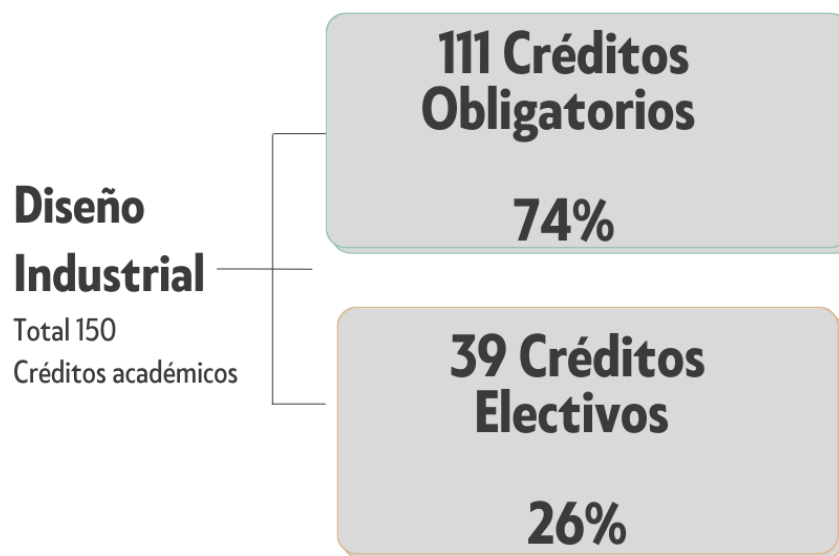 Diseño
Industrial
Total 150
Créditos académicos
111 Créditos
Obligatorios
74%
39 Créditos
Electivos
26%